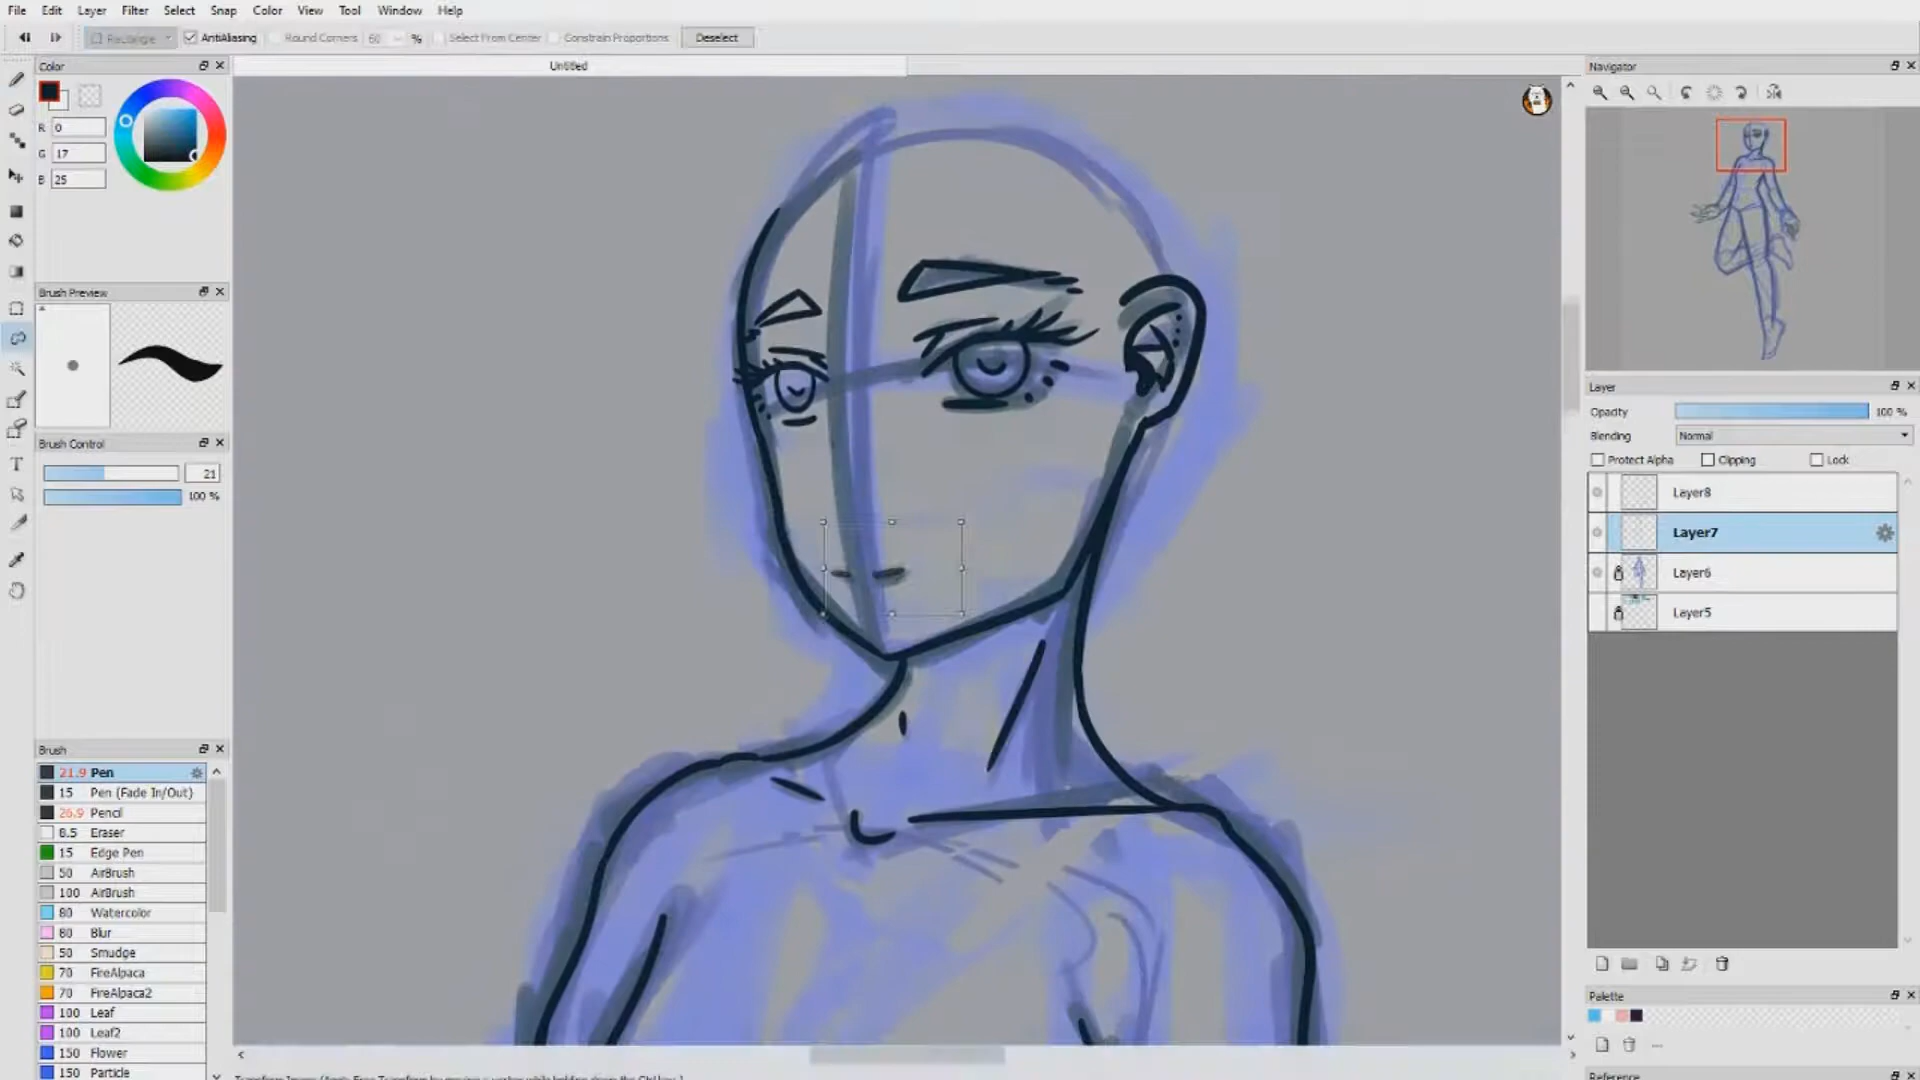 File Edit Layer Filter Select Snap Color View Tool Window Help
Rectangle AntiAliasing Round Corners 60 % Select From Center Constrain Proportions Deselect
Color
Untitled
Navigator
R 0
G 17
B 25
Brush Preview
Brush Control
21
100 %
Layer
Opacity 100 %
Blending Normal
Protect Alpha Clipping Lock
Layer8
Layer7
Layer6
Layer5
Brush
21.9 Pen
15 Pen (Fade In/Out)
26.9 Pencil
8.5 Eraser
15 Edge Pen
50 AirBrush
100 AirBrush
80 Watercolor
80 Blur
50 Smudge
70 FireAlpaca
70 FireAlpaca2
100 Leaf
100 Leaf2
150 Flower
150 Particle
Palette
Reference